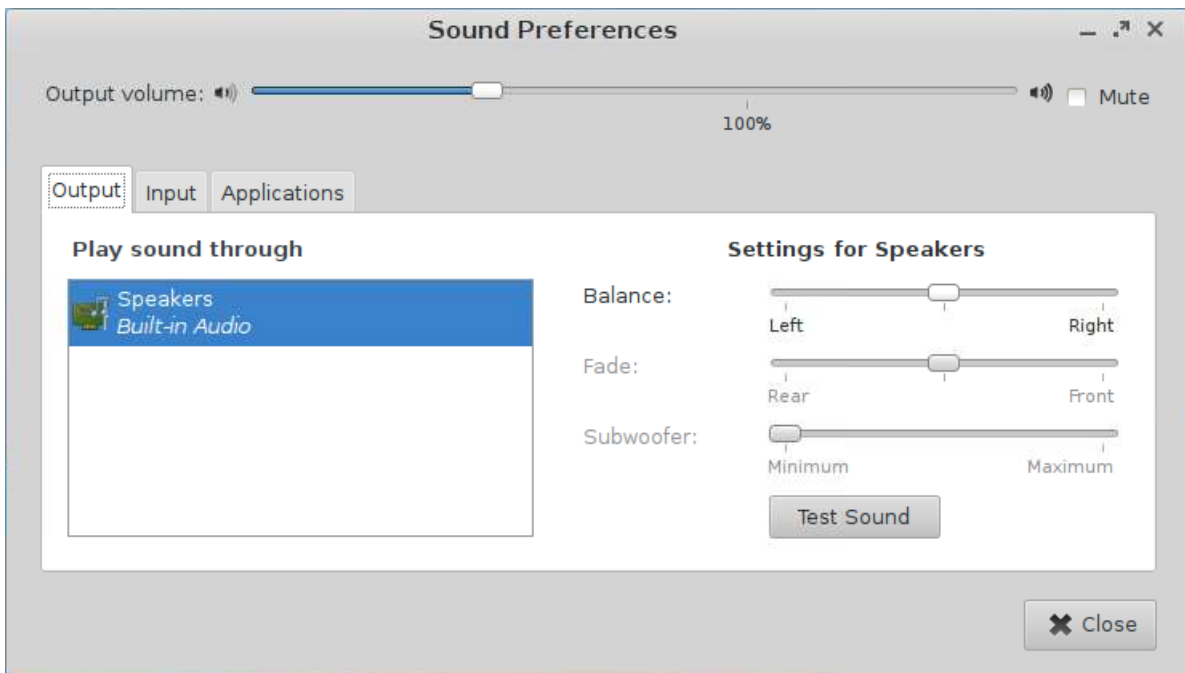 Sound Preferences
Output volume:
Mute
100%
Output Input Applications
Play sound through
Speakers
Built-in Audio
Settings for Speakers
Balance:
Left Right
Fade:
Rear Front
Subwoofer:
Minimum Maximum
Test Sound
Close